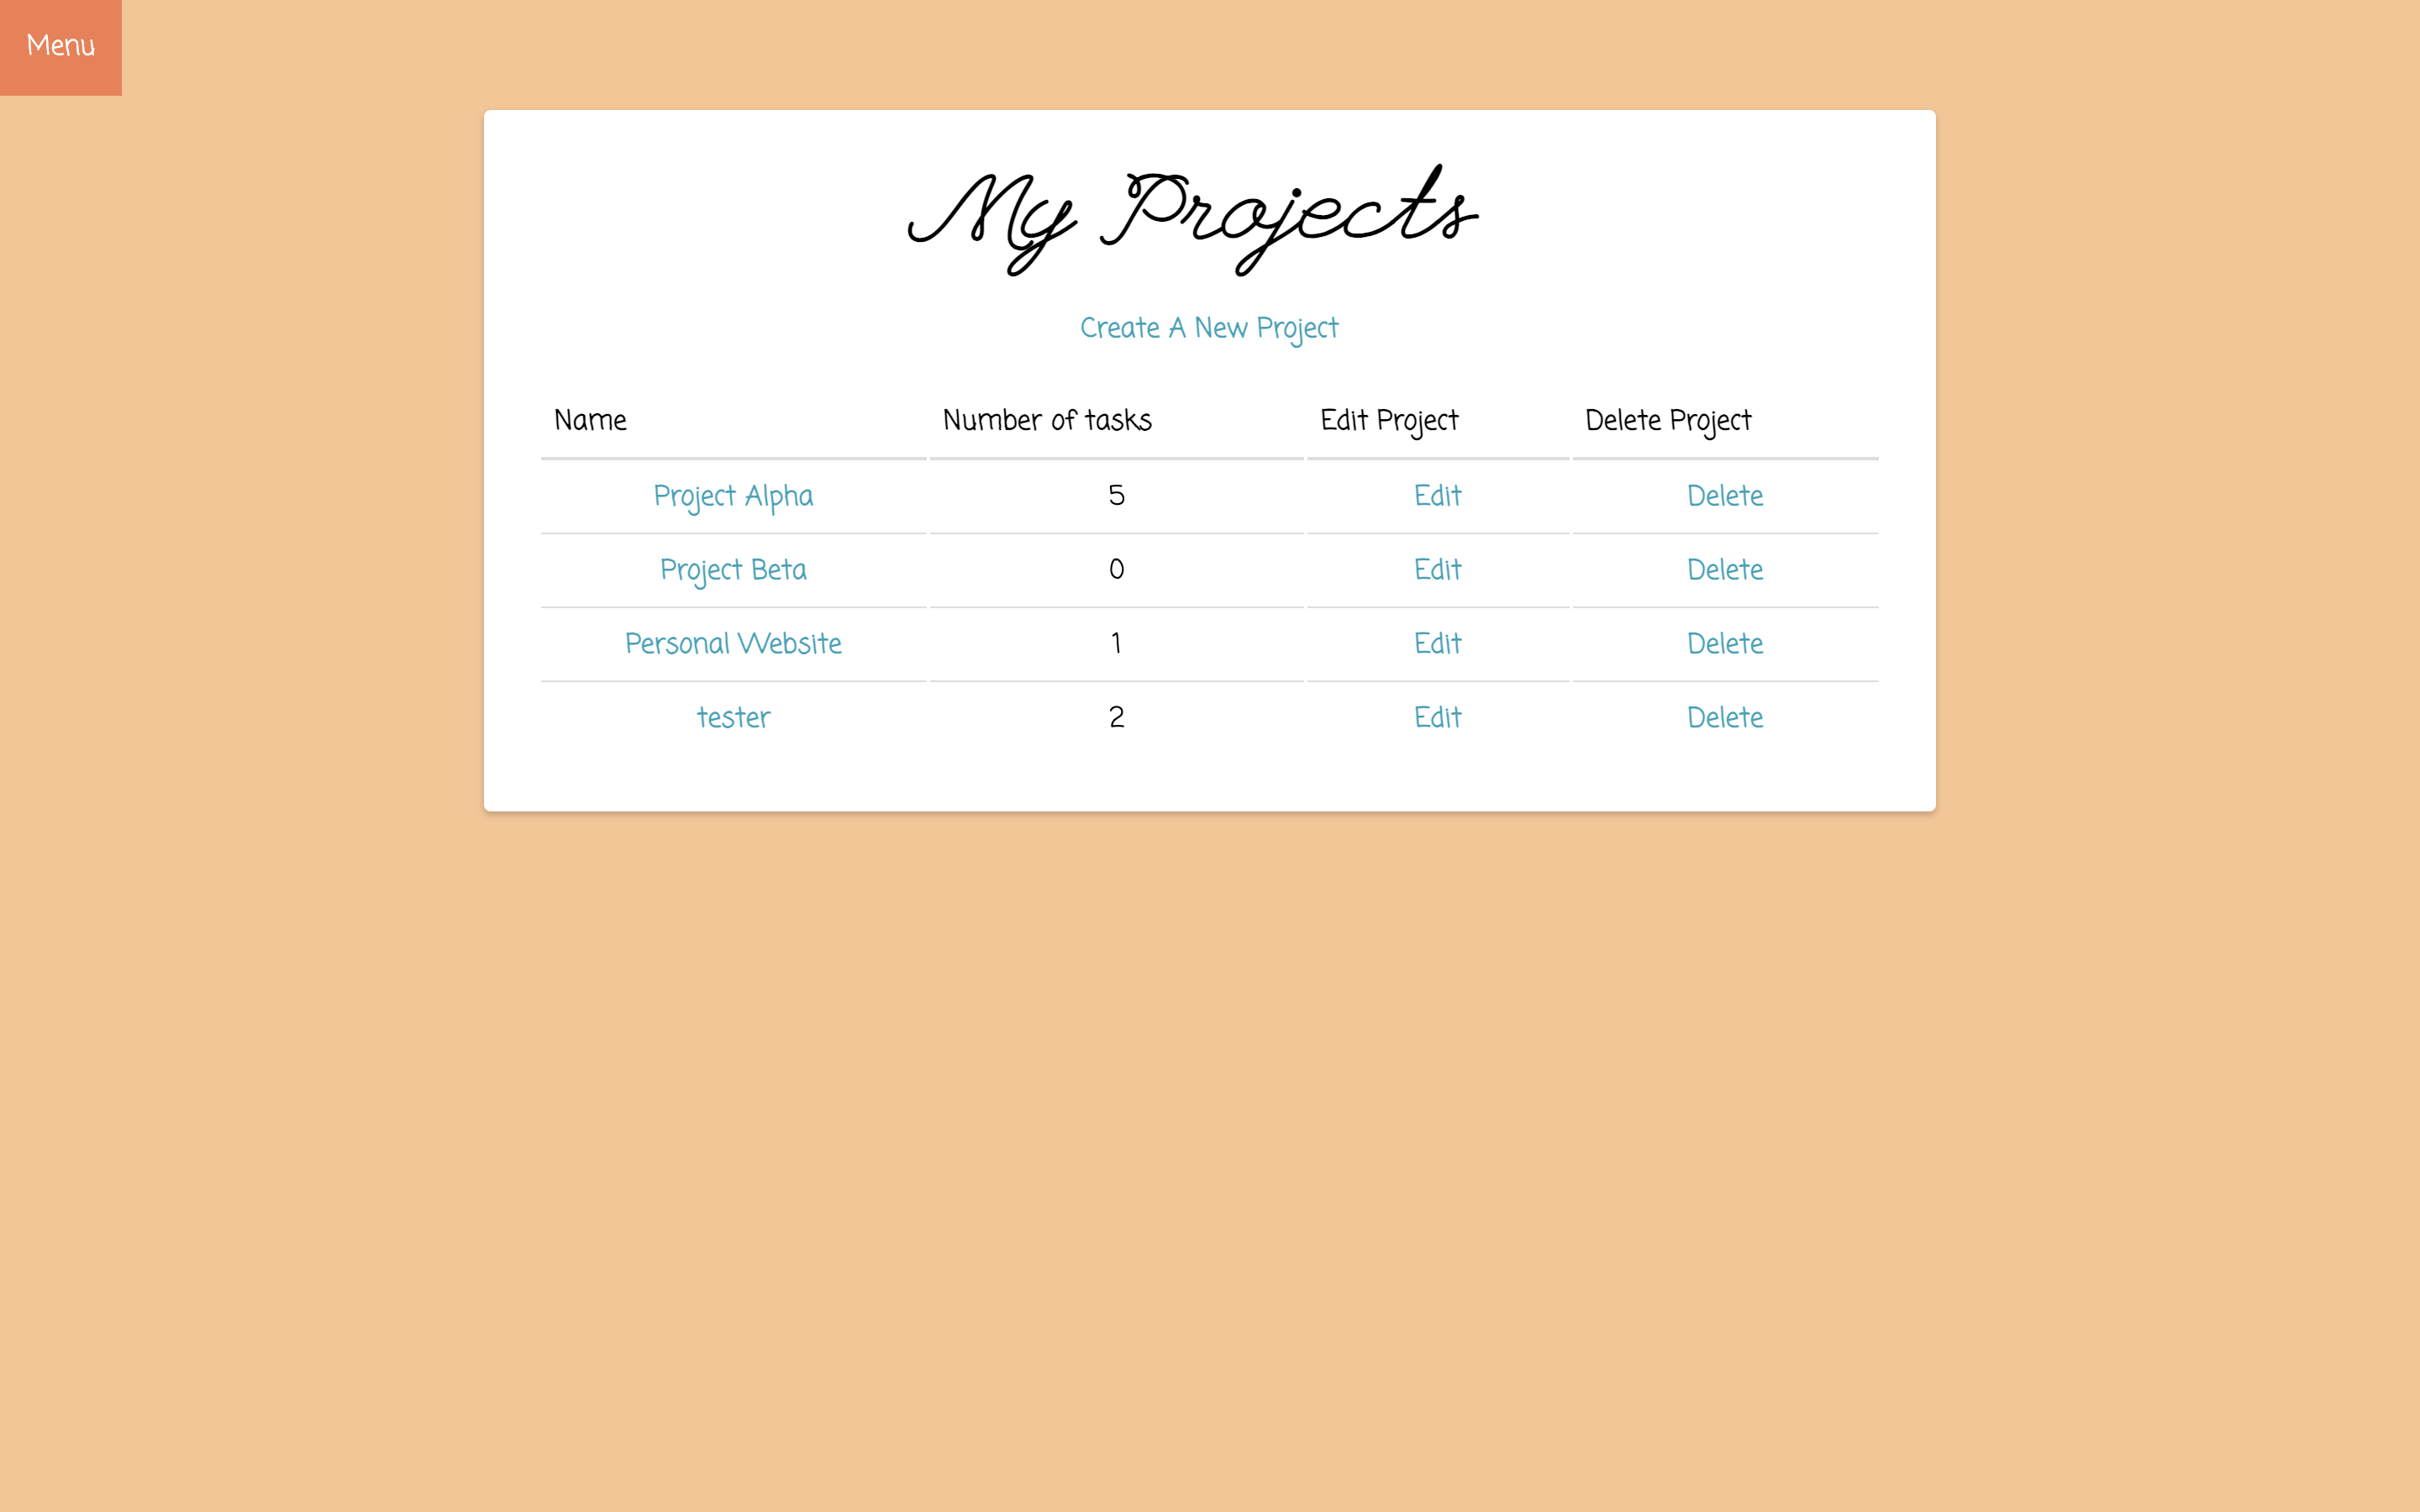 Menu
My Projects
Create A New Project
Name Number of tasks Edit Project Delete Project
Project Alpha 5 Edit Delete
Project Beta 0 Edit Delete
Personal Website 1 Edit Delete
tester 2 Edit Delete